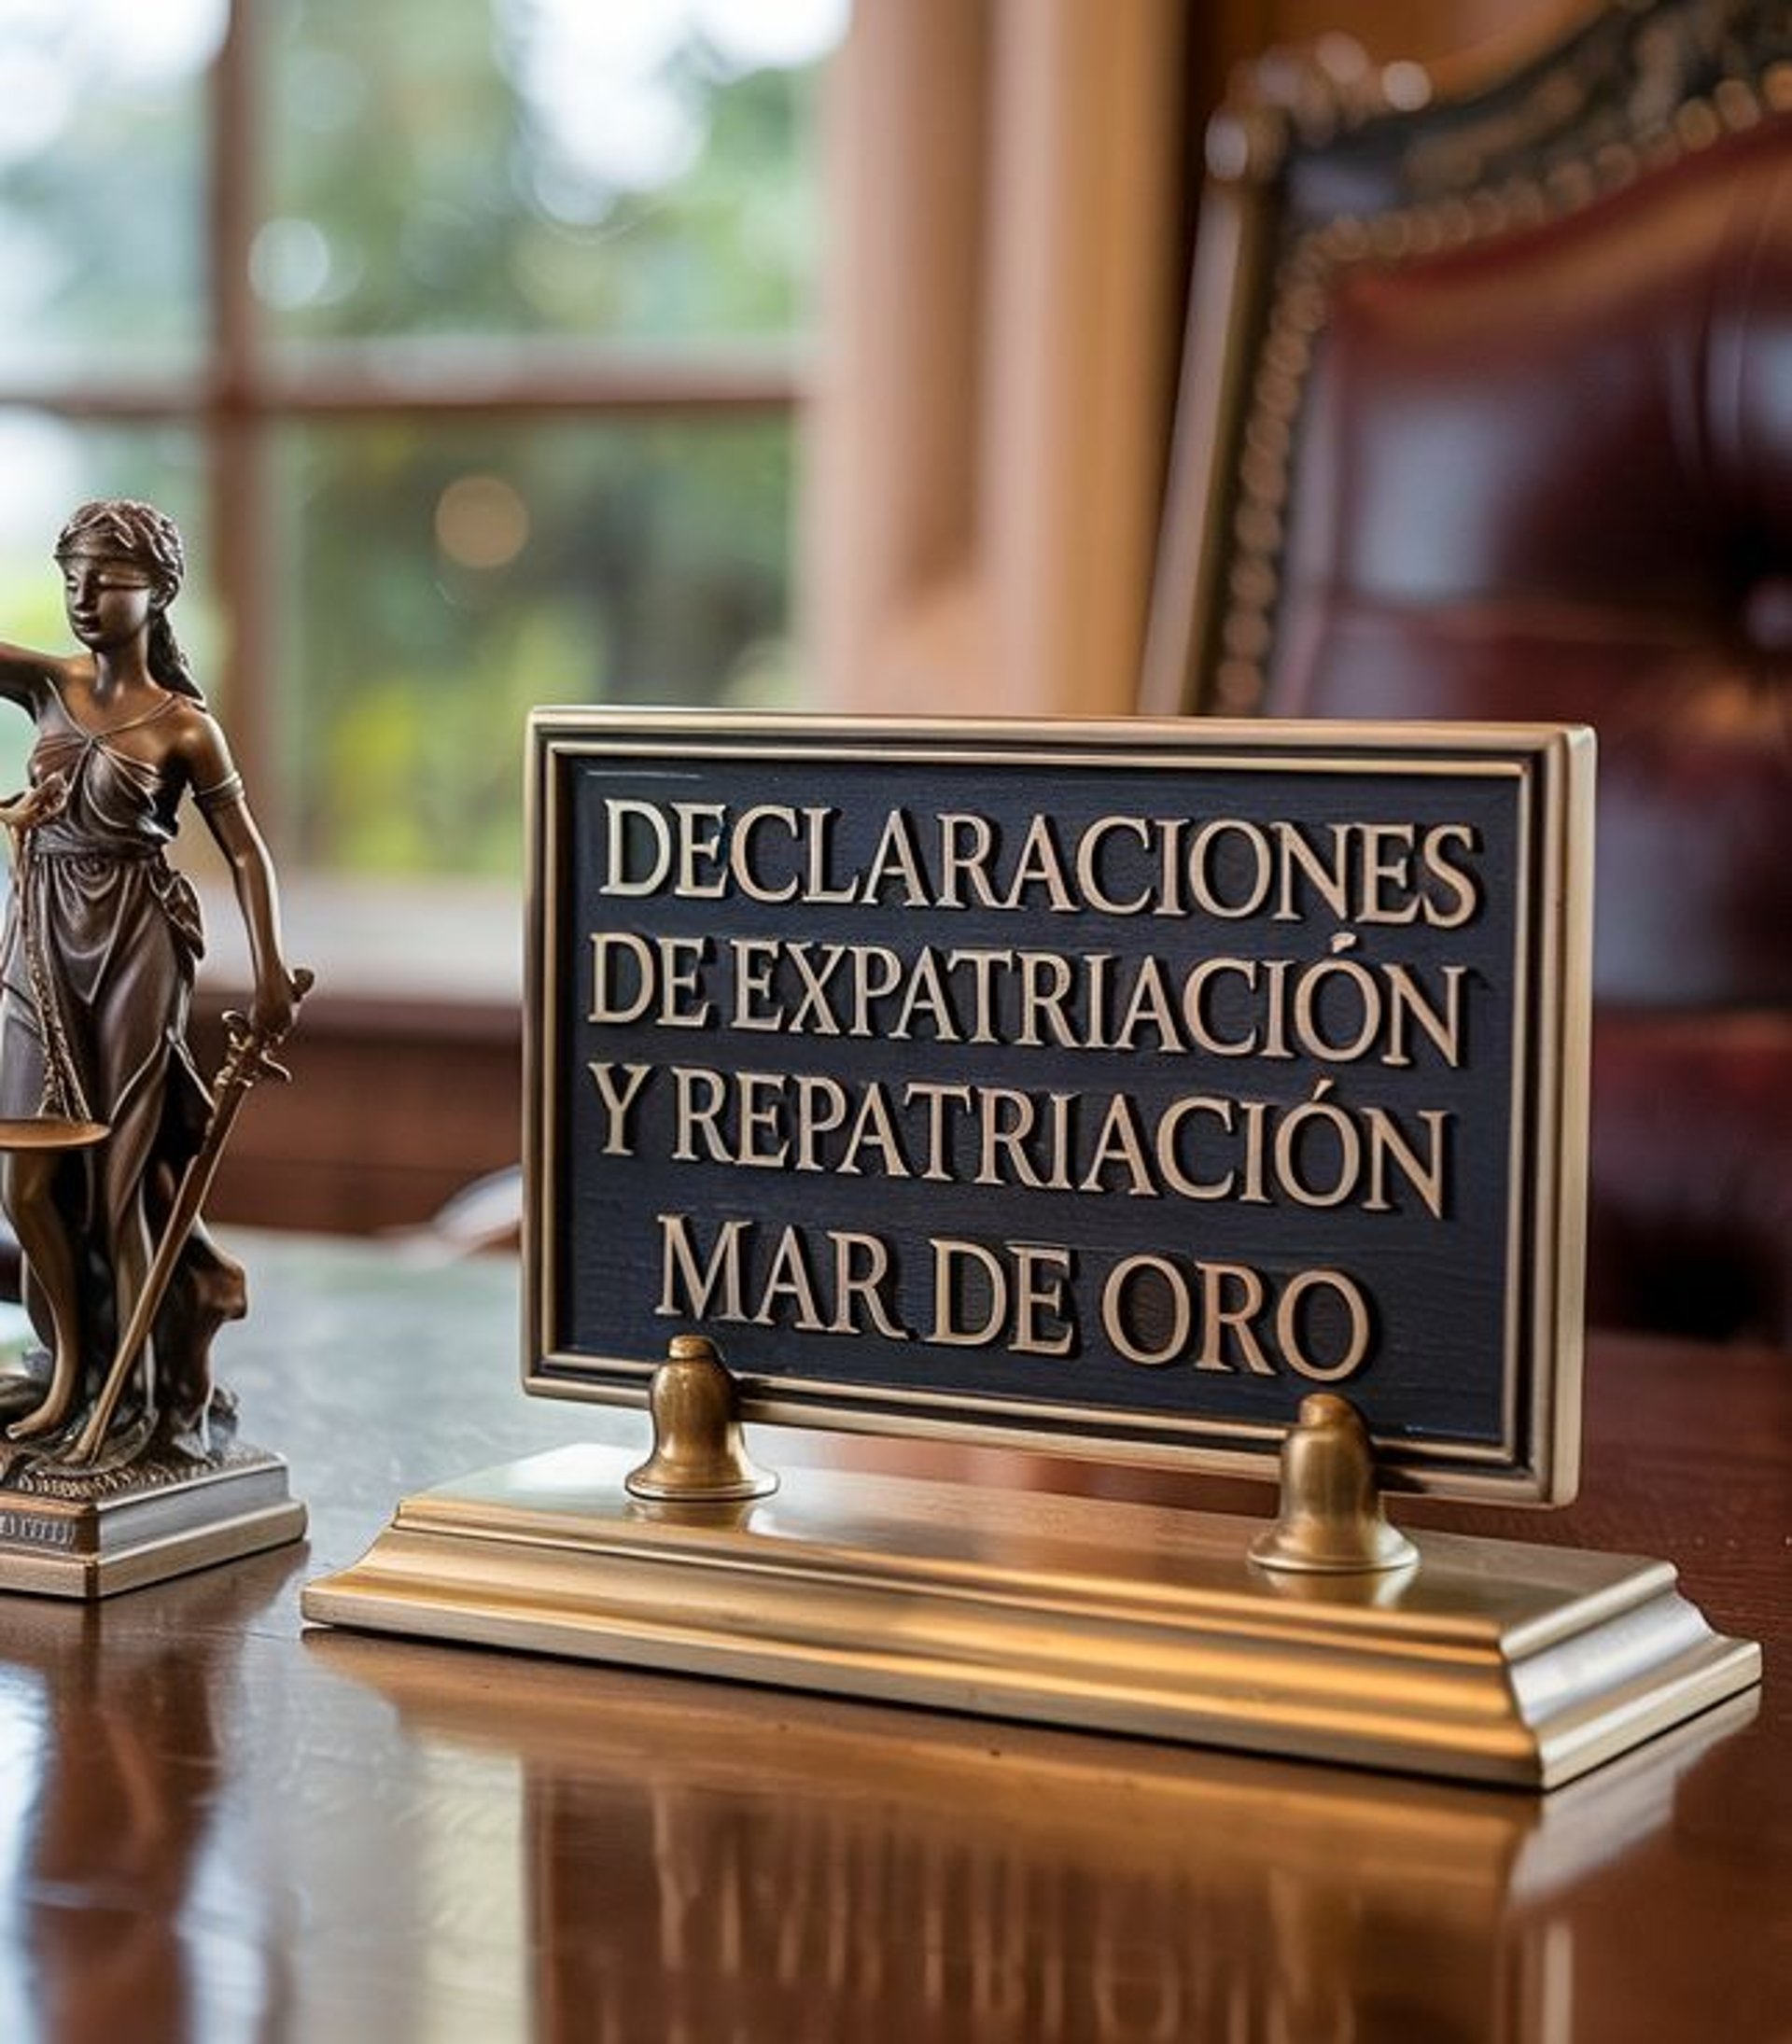 DECLARACIONES
DE EXPATRIACIÓN
Y REPATRIACIÓN
MAR DE ORO